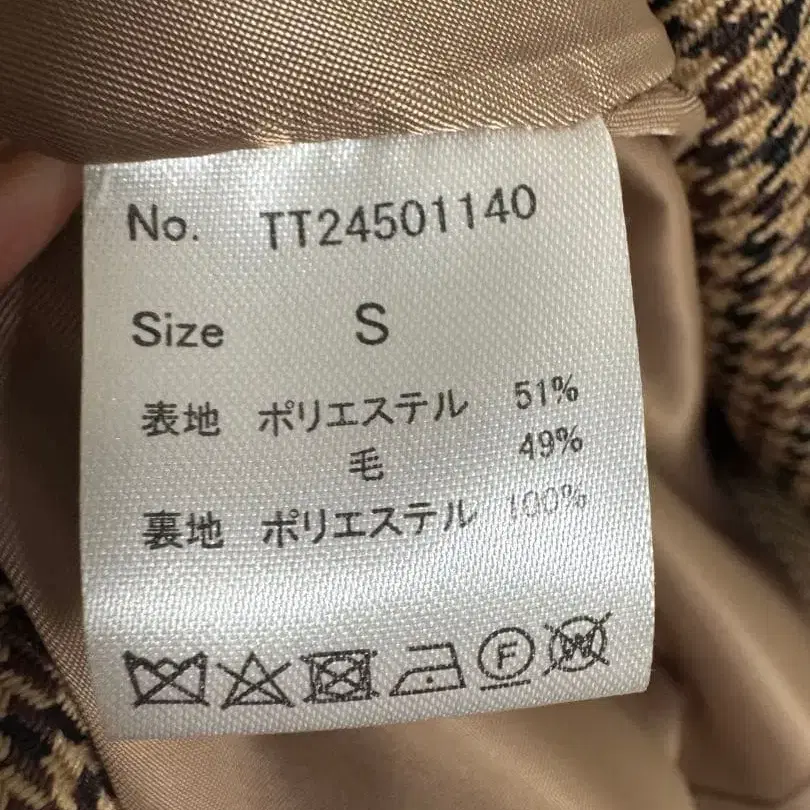 No. TT24501140
Size S
表地 ポリエステル 51%
毛 49%
裏地 ポリエステル 100%
F W